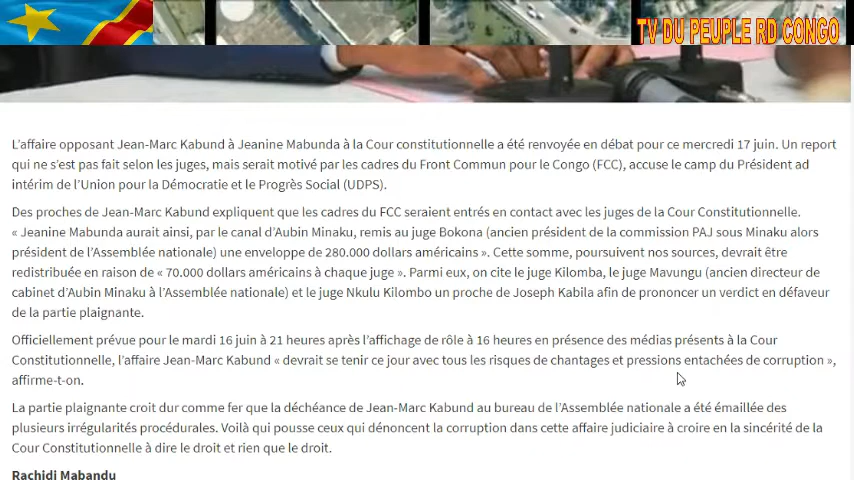 TV DU PEUPLE RD CONGO
L'affaire opposant Jean-Marc Kabund à Jeanine Mabunda à la Cour constitutionnelle a été renvoyée en débat pour ce mercredi 17 juin. Un report
qui ne s'est pas fait selon les juges, mais serait motivé par les cadres du Front Commun pour le Congo (FCC), accuse le camp du Président ad
intérim de l'Union pour la Démocratie et le Progrès Social (UDPS).
Des proches de Jean-Marc Kabund expliquent que les cadres du FCC seraient entrés en contact avec les juges de la Cour Constitutionnelle.
« Jeanine Mabunda aurait ainsi, par le canal d'Aubin Minaku, remis au juge Bokona (ancien président de la commission PAJ sous Minaku alors
président de l'Assemblée nationale) une enveloppe de 280.000 dollars américains ». Cette somme, poursuivent nos sources, devrait être
redistribuée en raison de « 70.000 dollars américains à chaque juge ». Parmi eux, on cite le juge Kilomba, le juge Mavungu (ancien directeur de
cabinet d'Aubin Minaku à l'Assemblée nationale) et le juge Nkulu Kilombo un proche de Joseph Kabila afin de prononcer un verdict en défaveur
de la partie plaignante.
Officiellement prévue pour le mardi 16 juin à 21 heures après l'affichage de rôle à 16 heures en présence des médias présents à la Cour
Constitutionnelle, l'affaire Jean-Marc Kabund « devrait se tenir ce jour avec tous les risques de chantages et pressions entachées de corruption »,
affirme-t-on.
La partie plaignante croit dur comme fer que la déchéance de Jean-Marc Kabund au bureau de l'Assemblée nationale a été émaillée des
plusieurs irrégularités procédurales. Voilà qui pousse ceux qui dénoncent la corruption dans cette affaire judiciaire à croire en la sincérité de la
Cour Constitutionnelle à dire le droit et rien que le droit.
Rachidi Mabandu